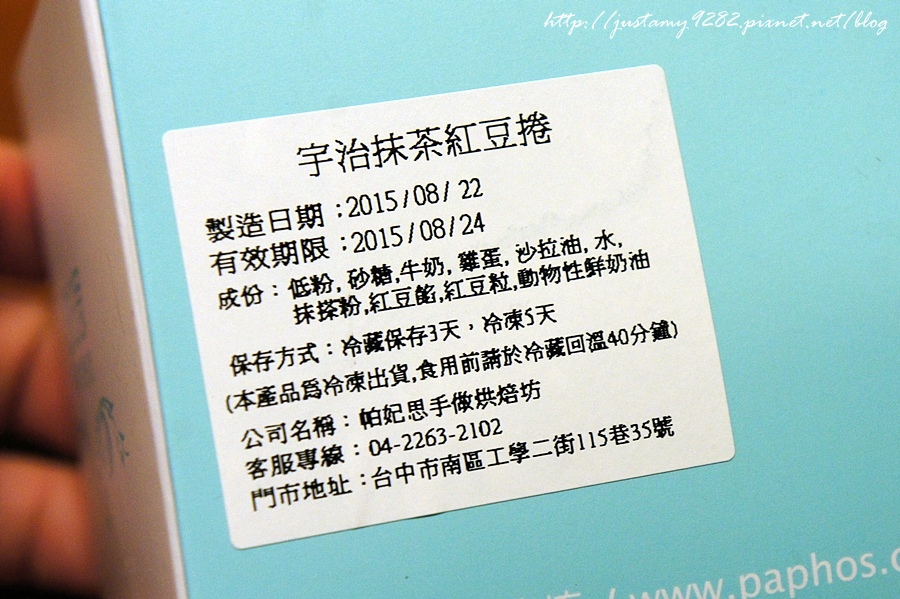 http://justamy9282.pixnet.net/blog
宇治抹茶紅豆捲
製造日期：2015/08/ 22
有效期限：2015/08/24
成份：低粉, 砂糖,牛奶, 雞蛋, 沙拉油, 水,
抹搽粉,紅豆餡,紅豆粒,動物性鮮奶油
保存方式：冷藏保存3天，冷凍5天
(本產品爲冷凍出貨,食用前請於冷藏回溫40分鐘)
公司名稱：帕妃思手做烘焙坊
客服專線：04-2263-2102
門市地址：台中市南區工學二街115巷35號
/www.paphos.c